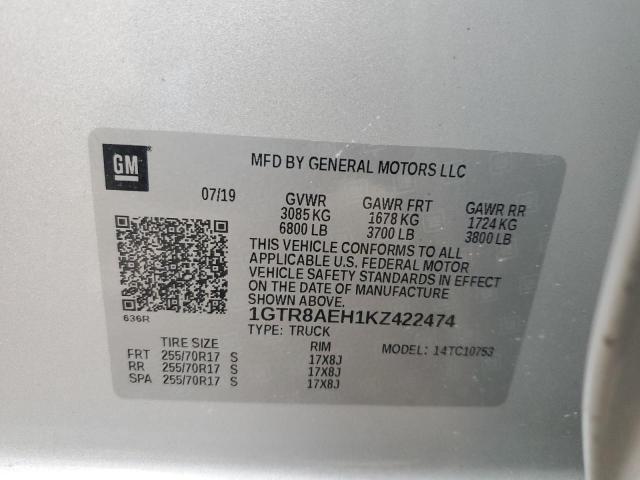 GM
MFD BY GENERAL MOTORS LLC
07/19 GVWR GAWR FRT GAWR RR
3085 KG 1678 KG 1724 KG
6800 LB 3700 LB 3800 LB
THIS VEHICLE CONFORMS TO ALL
APPLICABLE U.S. FEDERAL MOTOR
VEHICLE SAFETY STANDARDS IN EFFECT
ON THE DATE OF MANUFACTURE
SHOWN ABOVE.
636R
1GTR8AEH1KZ422474
TYPE: TRUCK
TIRE SIZE RIM MODEL: 14TC10753
FRT 255/70R17 S 17X8J
RR 255/70R17 S 17X8J
SPA 255/70R17 S 17X8J